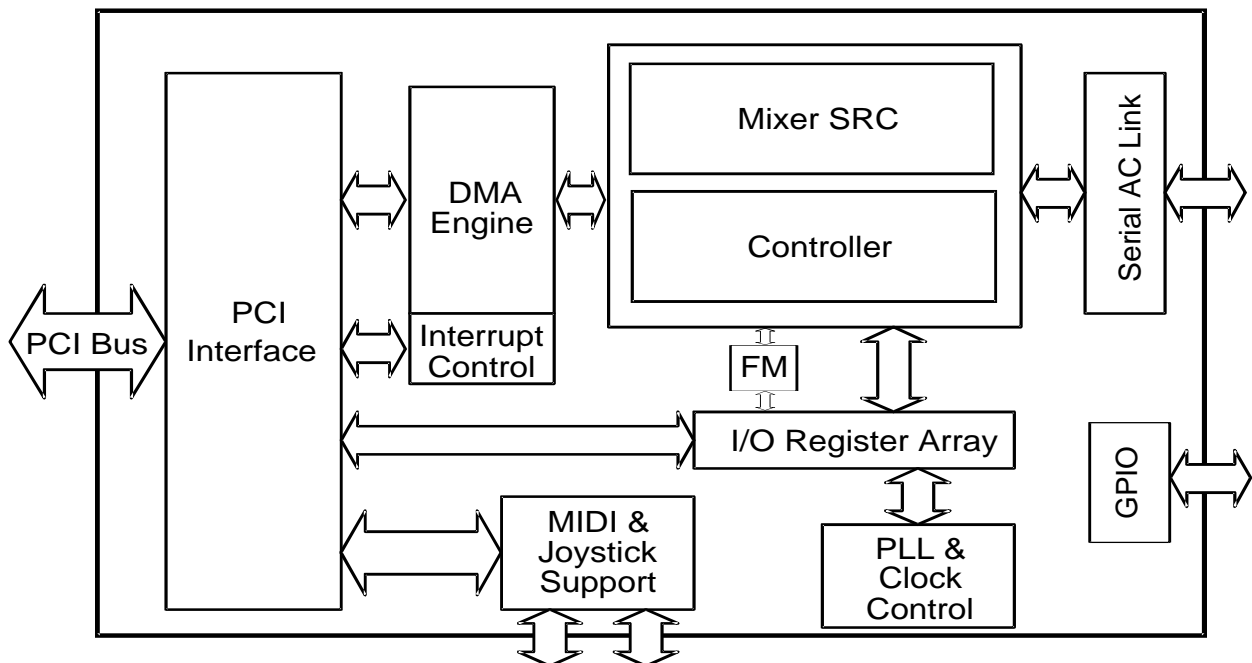 PCI Bus
PCI
Interface
DMA
Engine
Interrupt
Control
Mixer SRC
Controller
Serial AC Link
FM
I/O Register Array
GPIO
MIDI &
Joystick
Support
PLL &
Clock
Control